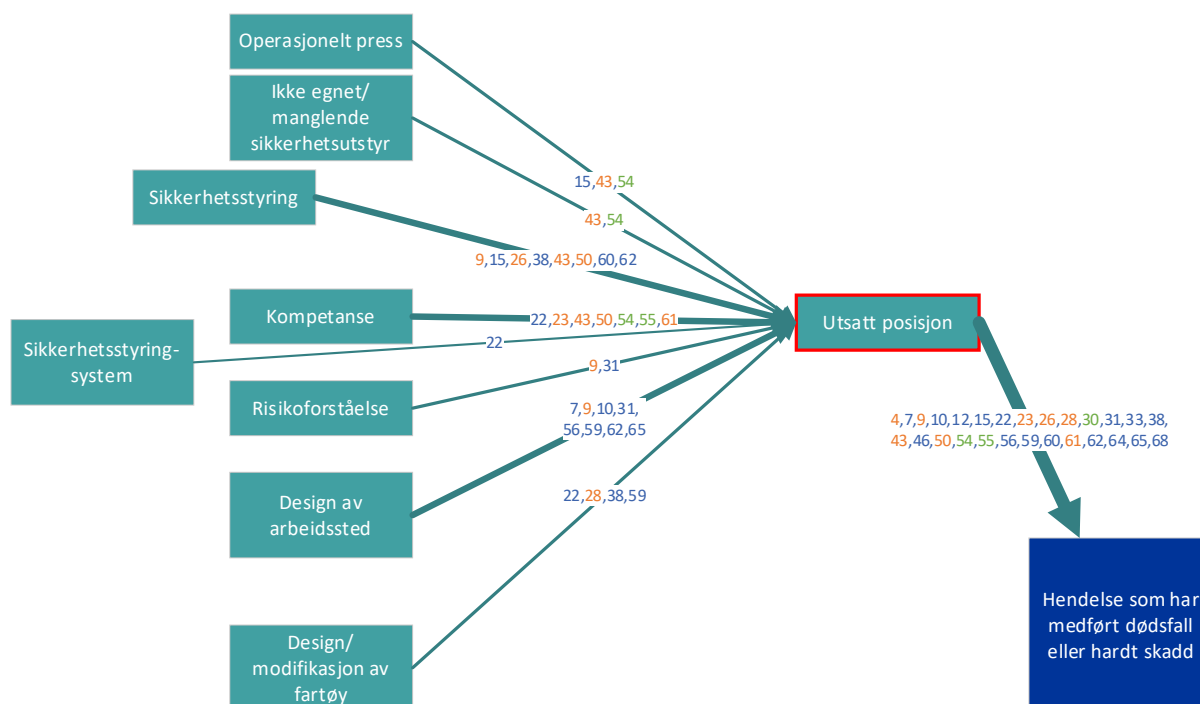 Operasjonelt press
Ikke egnet/
manglende
sikkerhetsutstyr
15,43,54
Sikkerhetsstyring
43,54
9,15,26,38,43,50,60,62
Kompetanse
22,23,43,50,54,55,61
Utsatt posisjon
Sikkerhetsstyring-
system
22
9,31
Risikoforståelse
7,9,10,31,
56,59,62,65
4,7,9,10,12,15,22,23,26,28,30,31,33,38,
43,46,50,54,55,56,59,60,61,62,64,65,68
Design av
arbeidssted
22,28,38,59
Design/
modifikasjon av
fartøy
Hendelse som har
medført dødsfall
eller hardt skadd